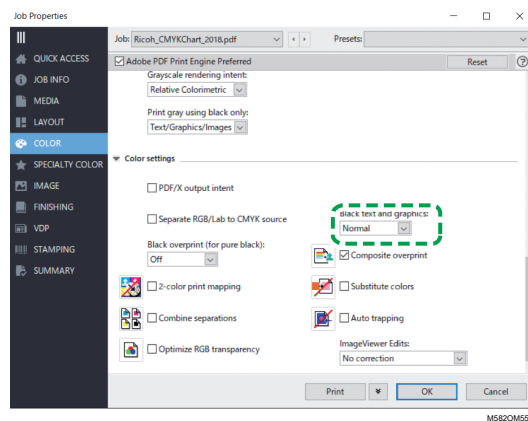 Job Properties
Job: Ricoh_CMYKChart_2018.pdf Presets:
QUICK ACCESS
JOB INFO
MEDIA
LAYOUT
COLOR
SPECIALTY COLOR
IMAGE
FINISHING
VDP
STAMPING
SUMMARY
Adobe PDF Print Engine Preferred Reset
Grayscale rendering intent:
Relative Colorimetric
Print gray using black only:
Text/Graphics/Images
Color settings
PDF/X output intent
Separate RGB/Lab to CMYK source
Black text and graphics:
Normal
Black overprint (for pure black):
Off
Composite overprint
2-color print mapping
Substitute colors
Combine separations
Auto trapping
Optimize RGB transparency
ImageViewer Edits:
No correction
Print OK Cancel
M582OM55